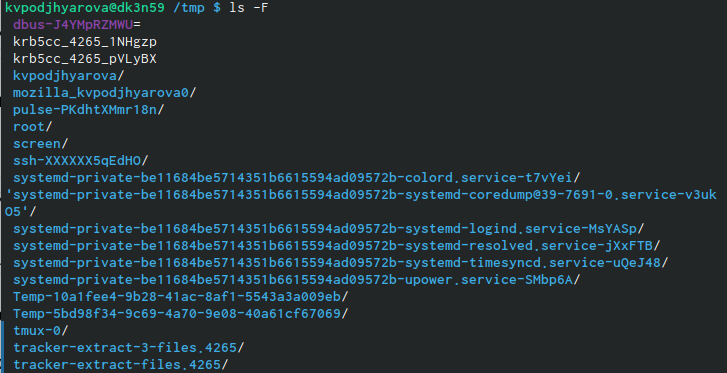 kvpodjhyarova@dk3n59 /tmp $ ls -F
dbus-J4YMpRZMWU=
krb5cc_4265_1NHgzp
krb5cc_4265_pVLyBX
kvpodjhyarova/
mozilla_kvpodjhyarova0/
pulse-PKdhtXMmr18n/
root/
screen/
ssh-XXXXXX5qEdHO/
systemd-private-be11684be5714351b6615594ad09572b-colord.service-t7vYei/
'systemd-private-be11684be5714351b6615594ad09572b-systemd-coredump@39-7691-0.service-v3uk
O5'/
systemd-private-be11684be5714351b6615594ad09572b-systemd-logind.service-MsYASp/
systemd-private-be11684be5714351b6615594ad09572b-systemd-resolved.service-jXxFTB/
systemd-private-be11684be5714351b6615594ad09572b-systemd-timesyncd.service-uQeJ48/
systemd-private-be11684be5714351b6615594ad09572b-upower.service-SMbp6A/
Temp-10a1fee4-9b28-41ac-8af1-5543a3a009eb/
Temp-5bd98f34-9c69-4a70-9e08-40a61cf67069/
tmux-0/
tracker-extract-3-files.4265/
tracker-extract-files.4265/